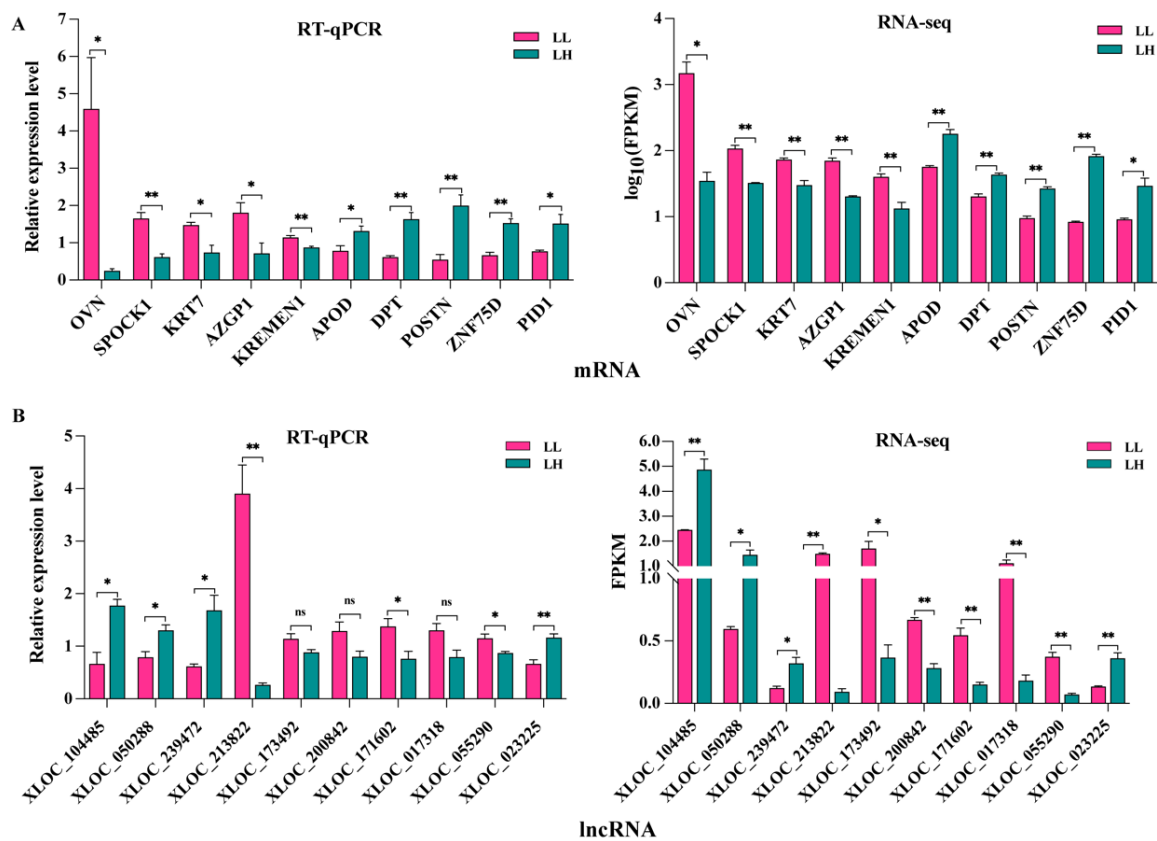 A
RT-qPCR
LL
LH
Relative expression level
7
6
5
4
3
2
1
0
* ** * * ** * ** ** ** *
OVN SPOCK1 KRT7 AZGP1 KREMEN1 APOD DPT POSTN ZNF75D PID1
RNA-seq
LL
LH
log10(FPKM)
4
3
2
1
0
* ** ** ** ** ** ** ** ** *
OVN SPOCK1 KRT7 AZGP1 KREMEN1 APOD DPT POSTN ZNF75D PID1
mRNA
B
RT-qPCR
LL
LH
Relative expression level
5
4
3
2
1
0
* * * ** ns ns * ns * **
XLOC_104485 XLOC_050288 XLOC_239472 XLOC_213822 XLOC_173492 XLOC_200842 XLOC_171602 XLOC_017318 XLOC_055290 XLOC_023225
RNA-seq
LL
LH
FPKM
6.0
5.0
4.0
3.0
2.0
1.0
1.0
0.5
0.0
** * * ** * ** ** ** ** **
XLOC_104485 XLOC_050288 XLOC_239472 XLOC_213822 XLOC_173492 XLOC_200842 XLOC_171602 XLOC_017318 XLOC_055290 XLOC_023225
lncRNA